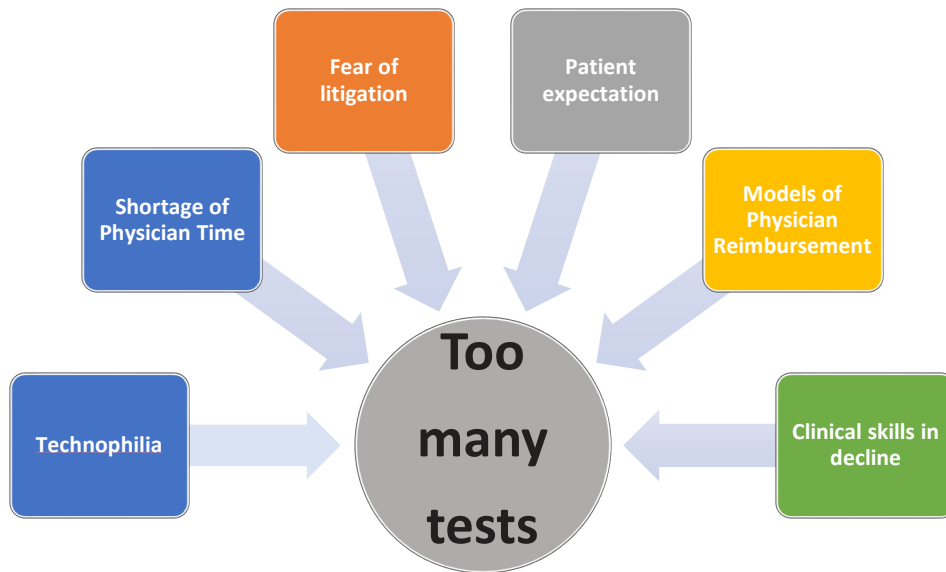 Fear of
litigation
Patient
expectation
Shortage of
Physician Time
Models of
Physician
Reimbursement
Technophilia
Too
many
tests
Clinical skills in
decline